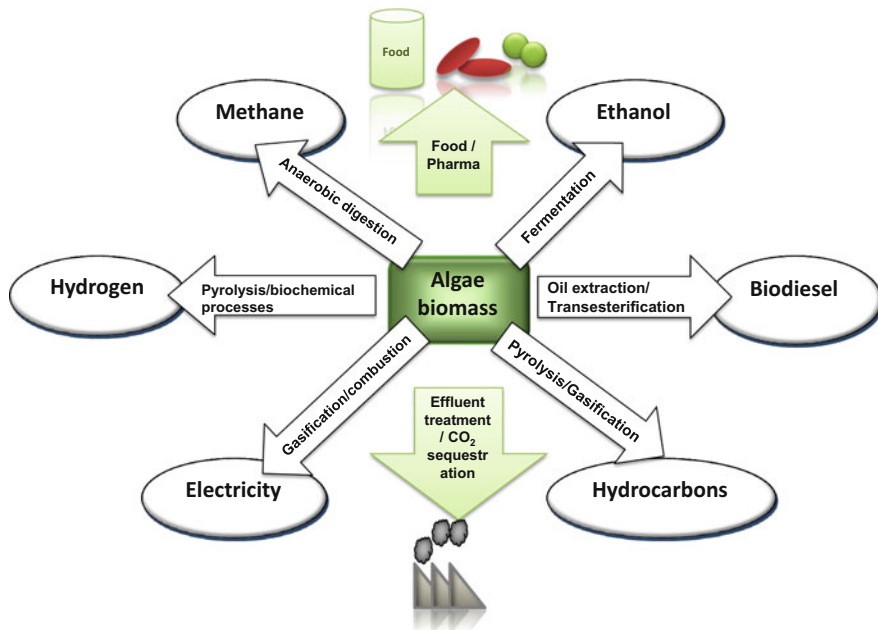 Food
Methane
Ethanol
Food /
Pharma
Anaerobic digestion
Fermentation
Hydrogen
Pyrolysis/biochemical
processes
Algae
biomass
Oil extraction/
Transesterification
Biodiesel
Gasification/combustion
Pyrolysis/Gasification
Effluent
treatment
/ CO₂
sequestr
ation
Electricity
Hydrocarbons